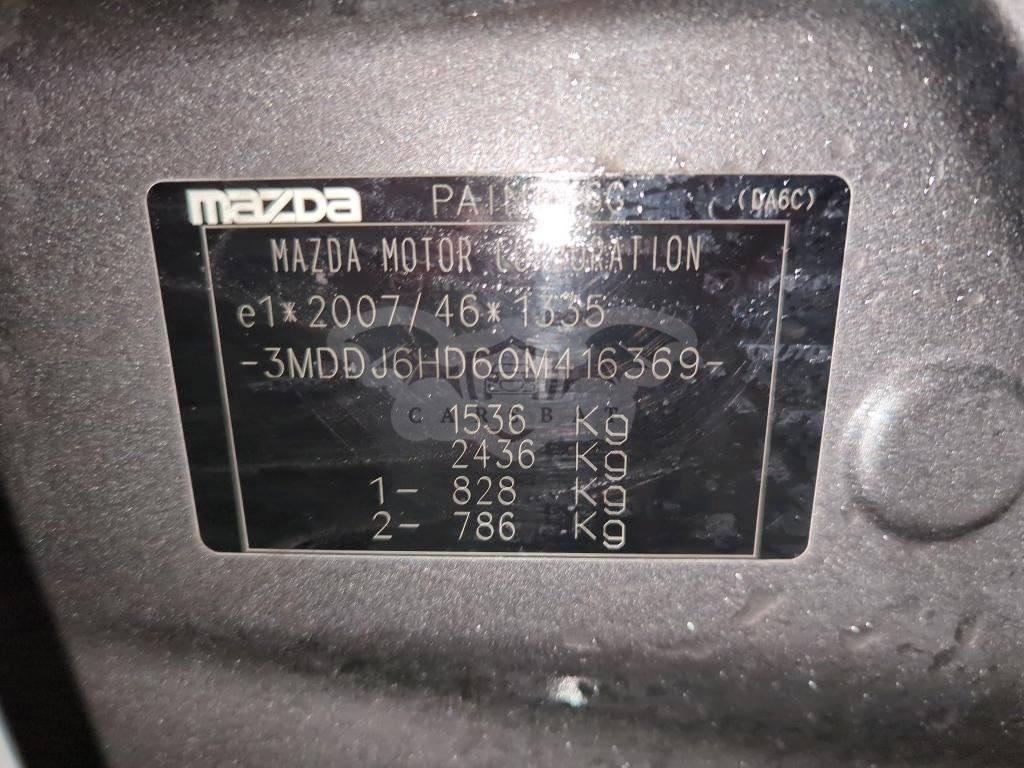 mazda (DA6C)
MAZDA MOTOR CORPORATION
e1*2007/46*1335
-3MDDJ6HD60M416369-
CAR4BIT
1536 Kg
2436 Kg
1- 828 Kg
2- 786 Kg